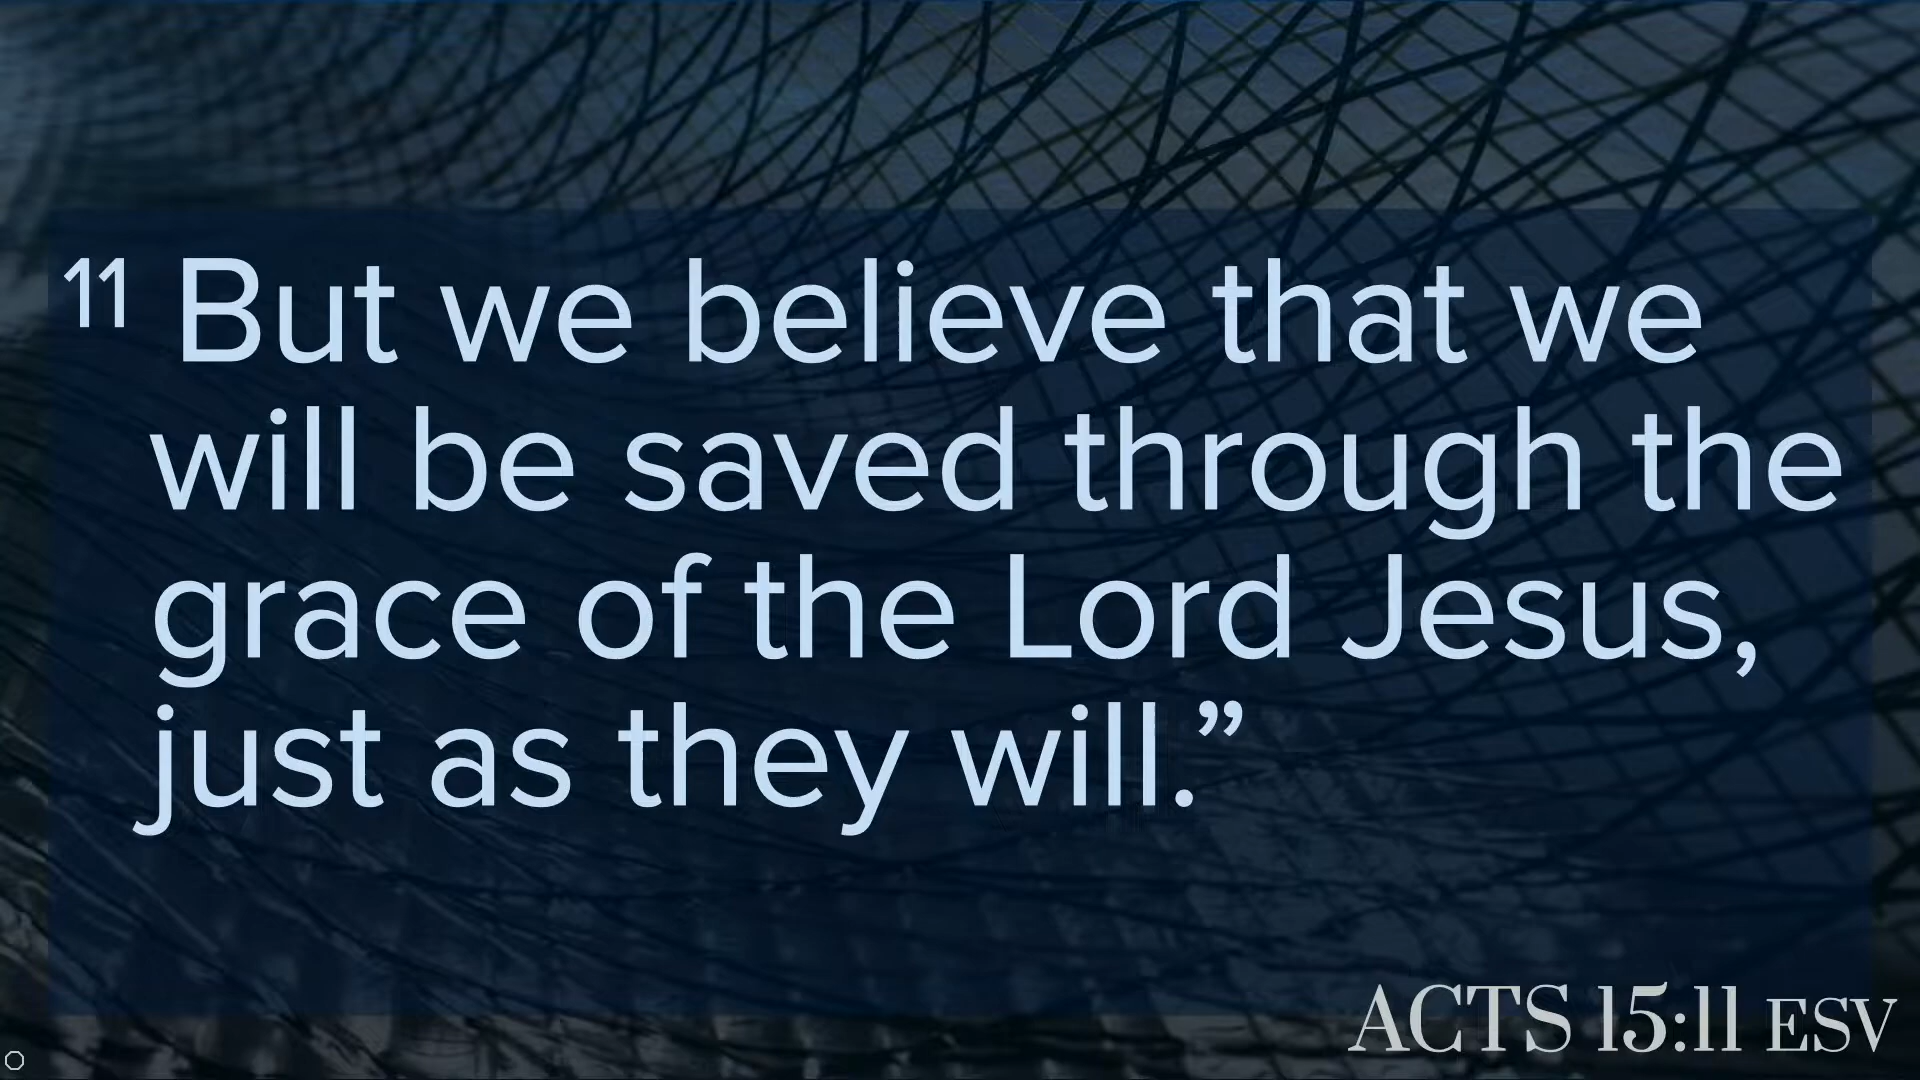 11 But we believe that we
will be saved through the
grace of the Lord Jesus,
just as they will.”
ACTS 15:11 ESV